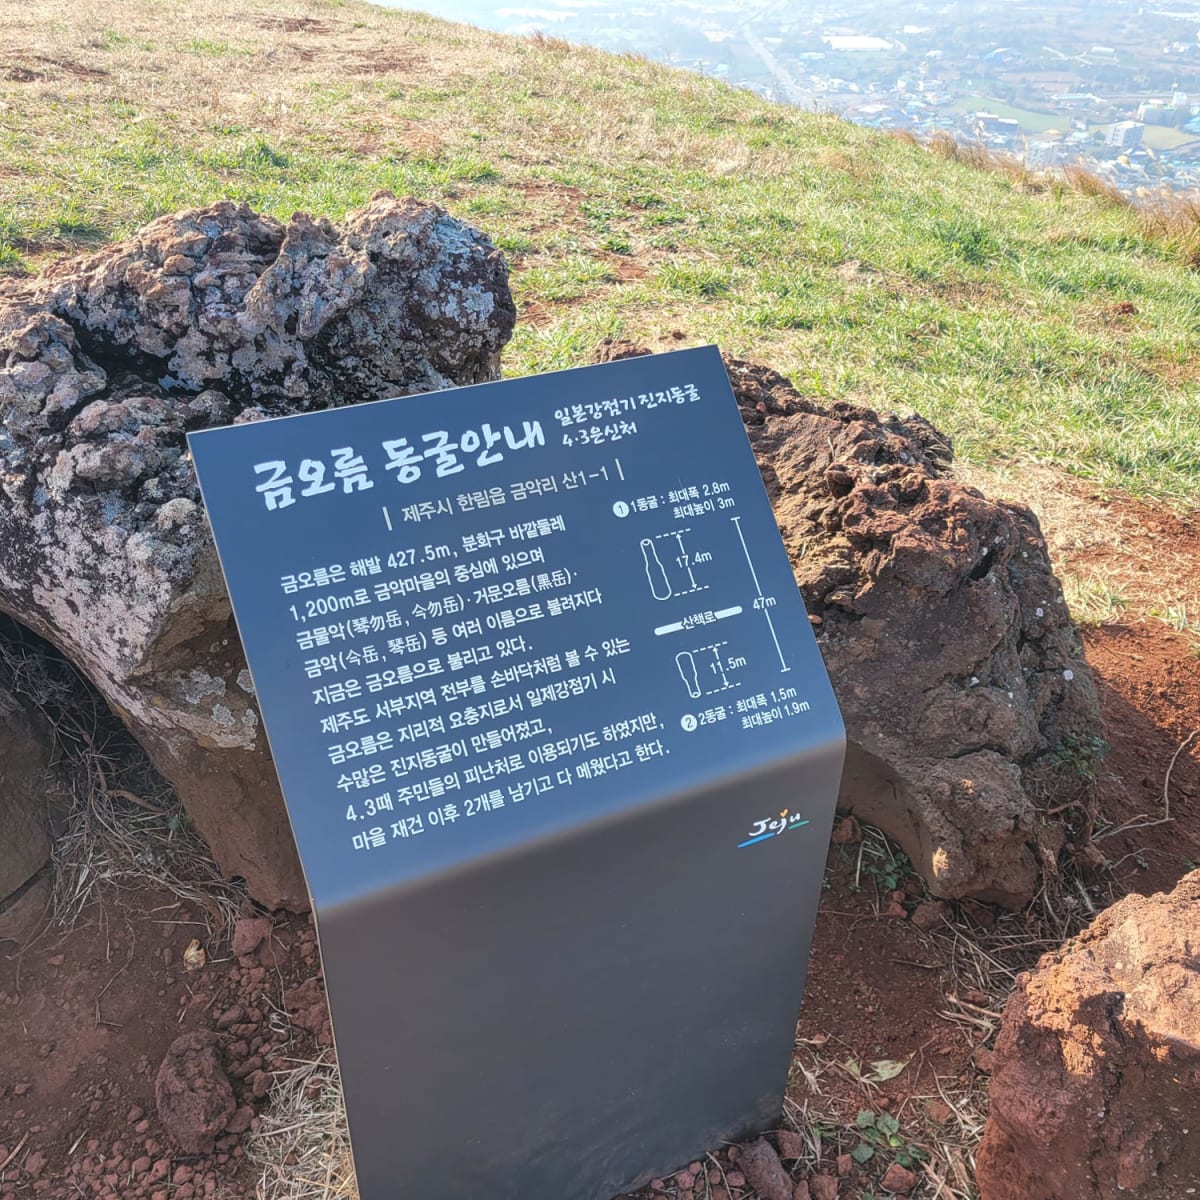 금오름 동굴안내
일본강점기 진지동굴
4·3은신처
| 제주시 한림읍 금악리 산1-1 |
금오름은 해발 427.5m, 분화구 바깥둘레
1,200m로 금악마을의 중심에 있으며
금물악(琴勿岳, 今勿岳)·거문오름(黑岳).
금악(今岳, 琴岳) 등 여러 이름으로 불려지다
지금은 금오름으로 불리고 있다.
제주도 서부지역 전부를 손바닥처럼 볼 수 있는
금오름은 지리적 요충지로서 일제강점기 시
수많은 진지동굴이 만들어졌고,
4.3때 주민들의 피난처로 이용되기도 하였지만,
마을 재건 이후 2개를 남기고 다 메웠다고 한다.
❶ 1동굴 : 최대폭 2.8m
최대높이 3m
17.4m
산책로
47m
11.5m
❷ 2동굴 : 최대폭 1.5m
최대높이 1.9m
Jeju